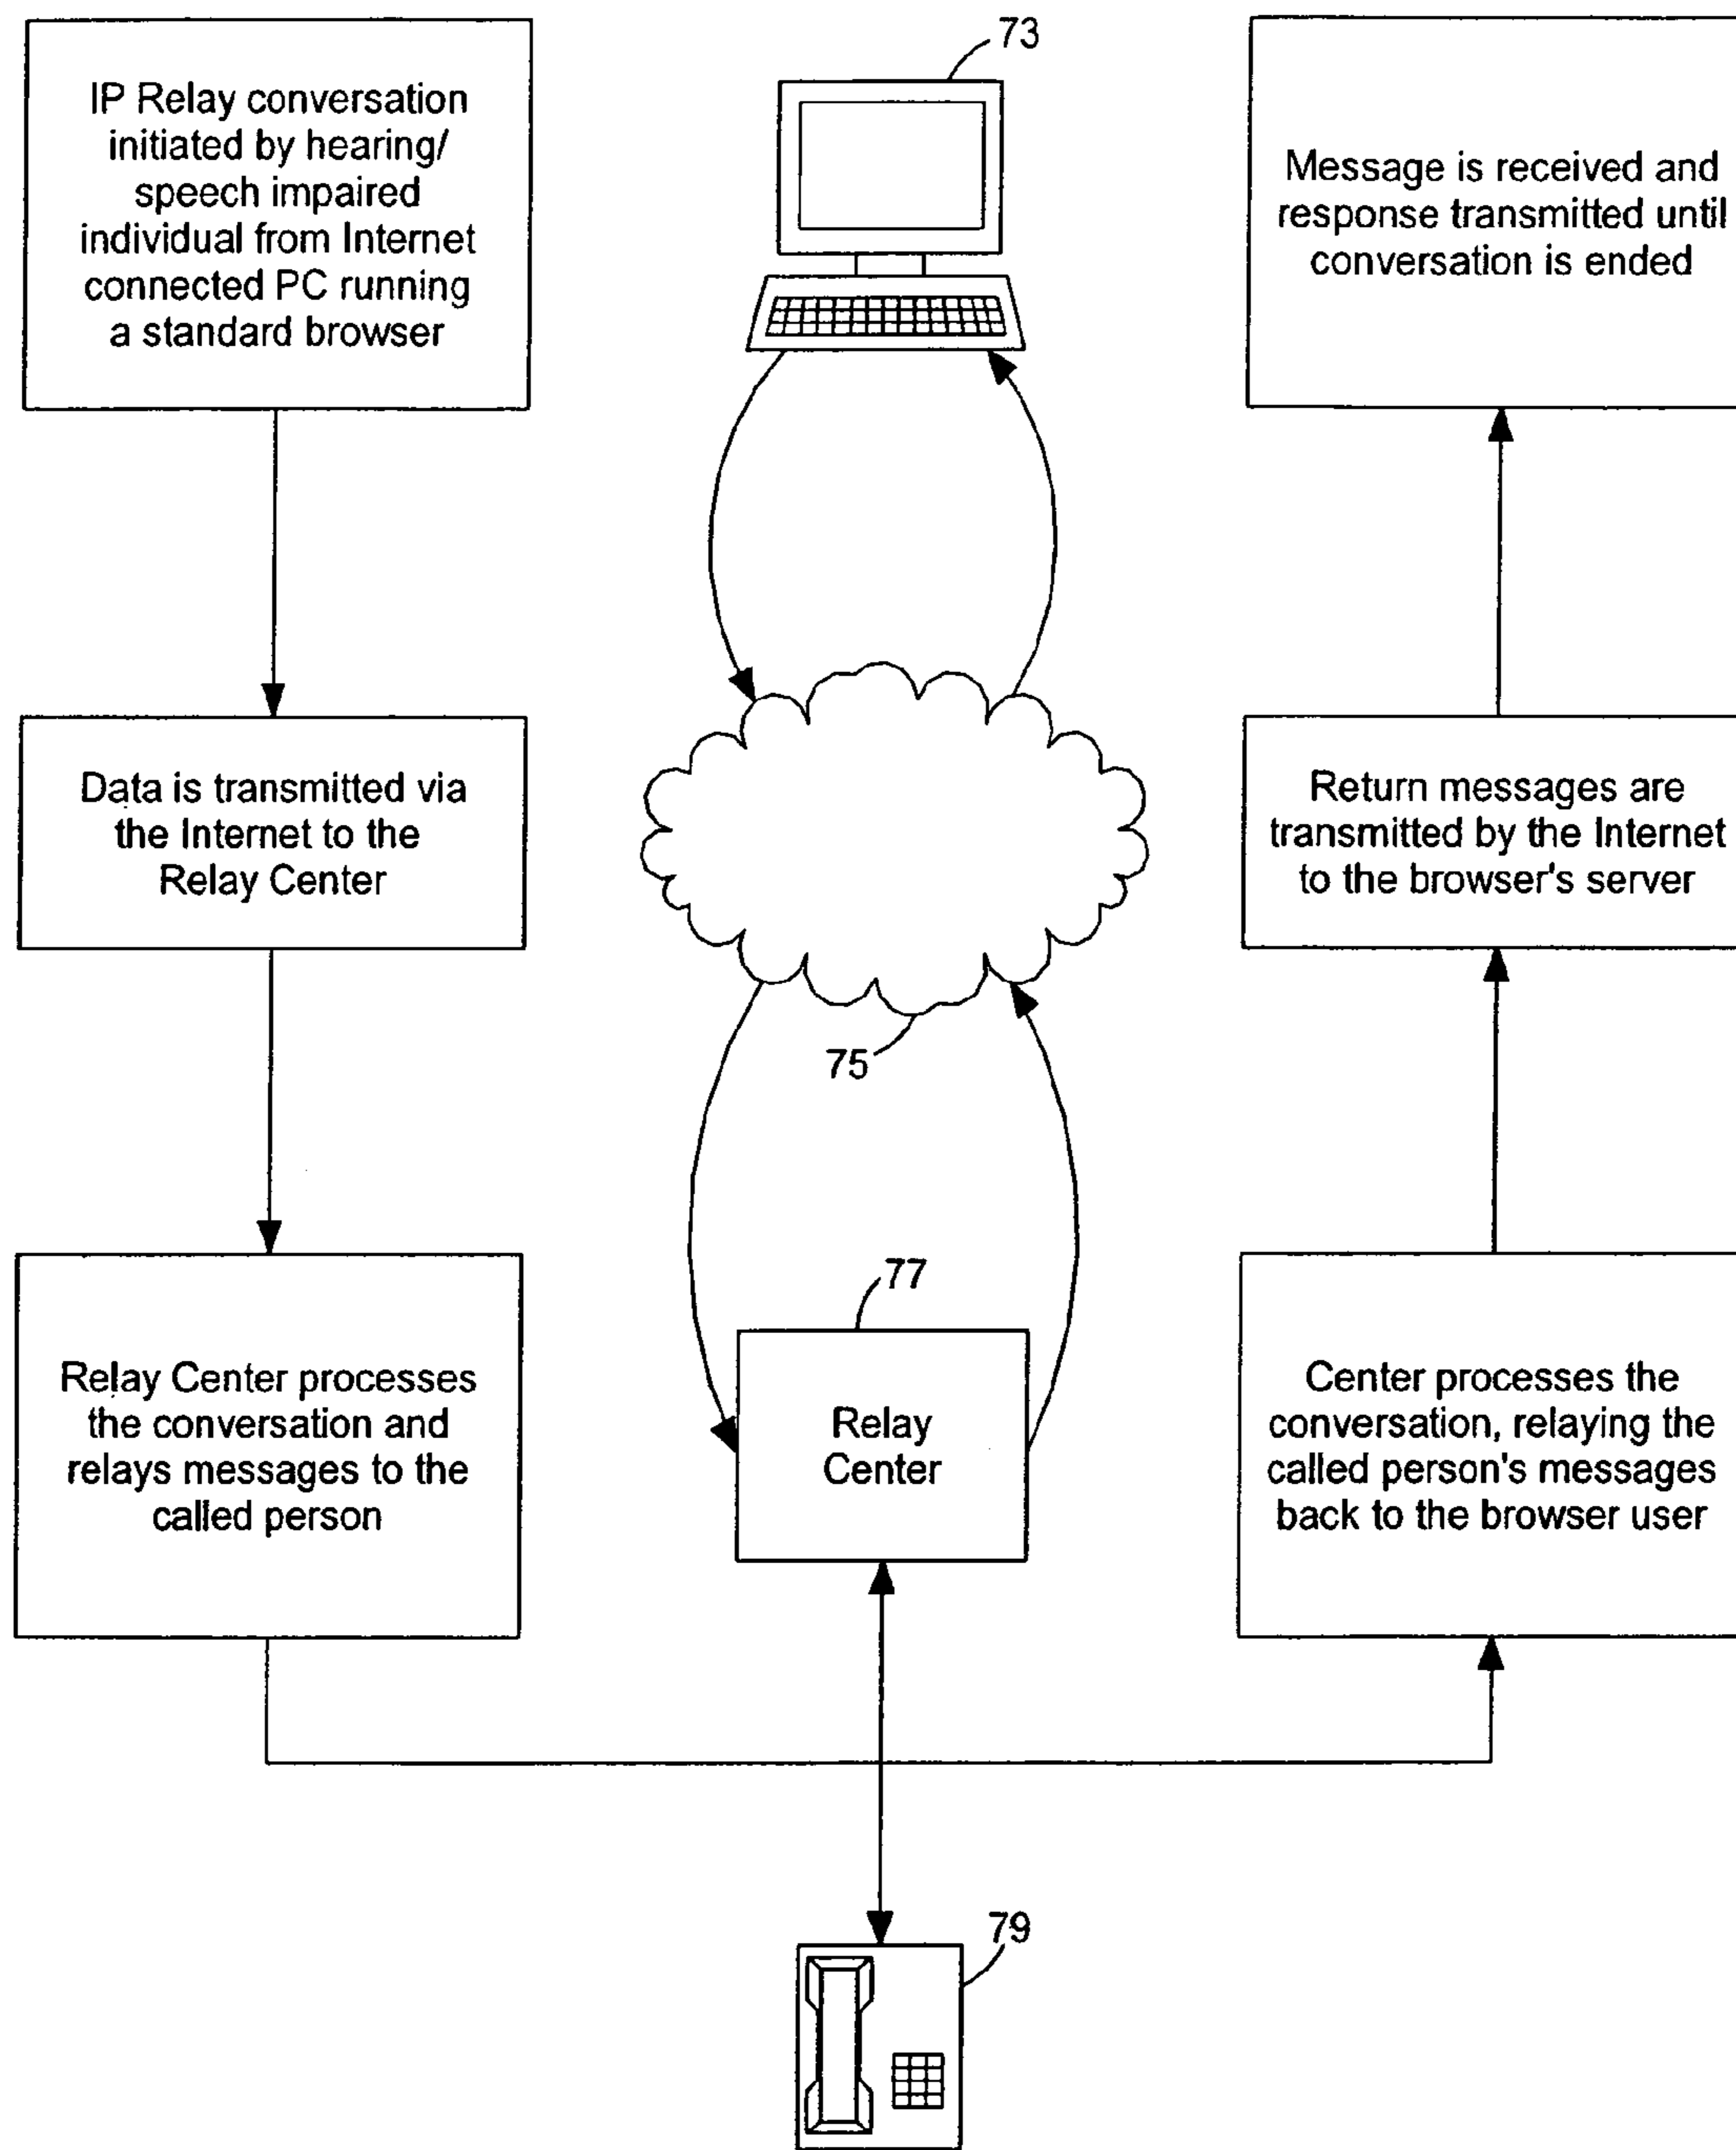 IP Relay conversation
initiated by hearing/
speech impaired
individual from Internet
connected PC running
a standard browser
Data is transmitted via
the Internet to the
Relay Center
Relay Center processes
the conversation and
relays messages to the
called person
73
75
77
Relay
Center
79
Message is received and
response transmitted until
conversation is ended
Return messages are
transmitted by the Internet
to the browser's server
Center processes the
conversation, relaying the
called person's messages
back to the browser user